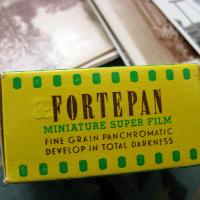 FORTEPAN
MINIATURE SUPER FILM
FINE GRAIN PANCHROMATIC
DEVELOP IN TOTAL DARKNESS